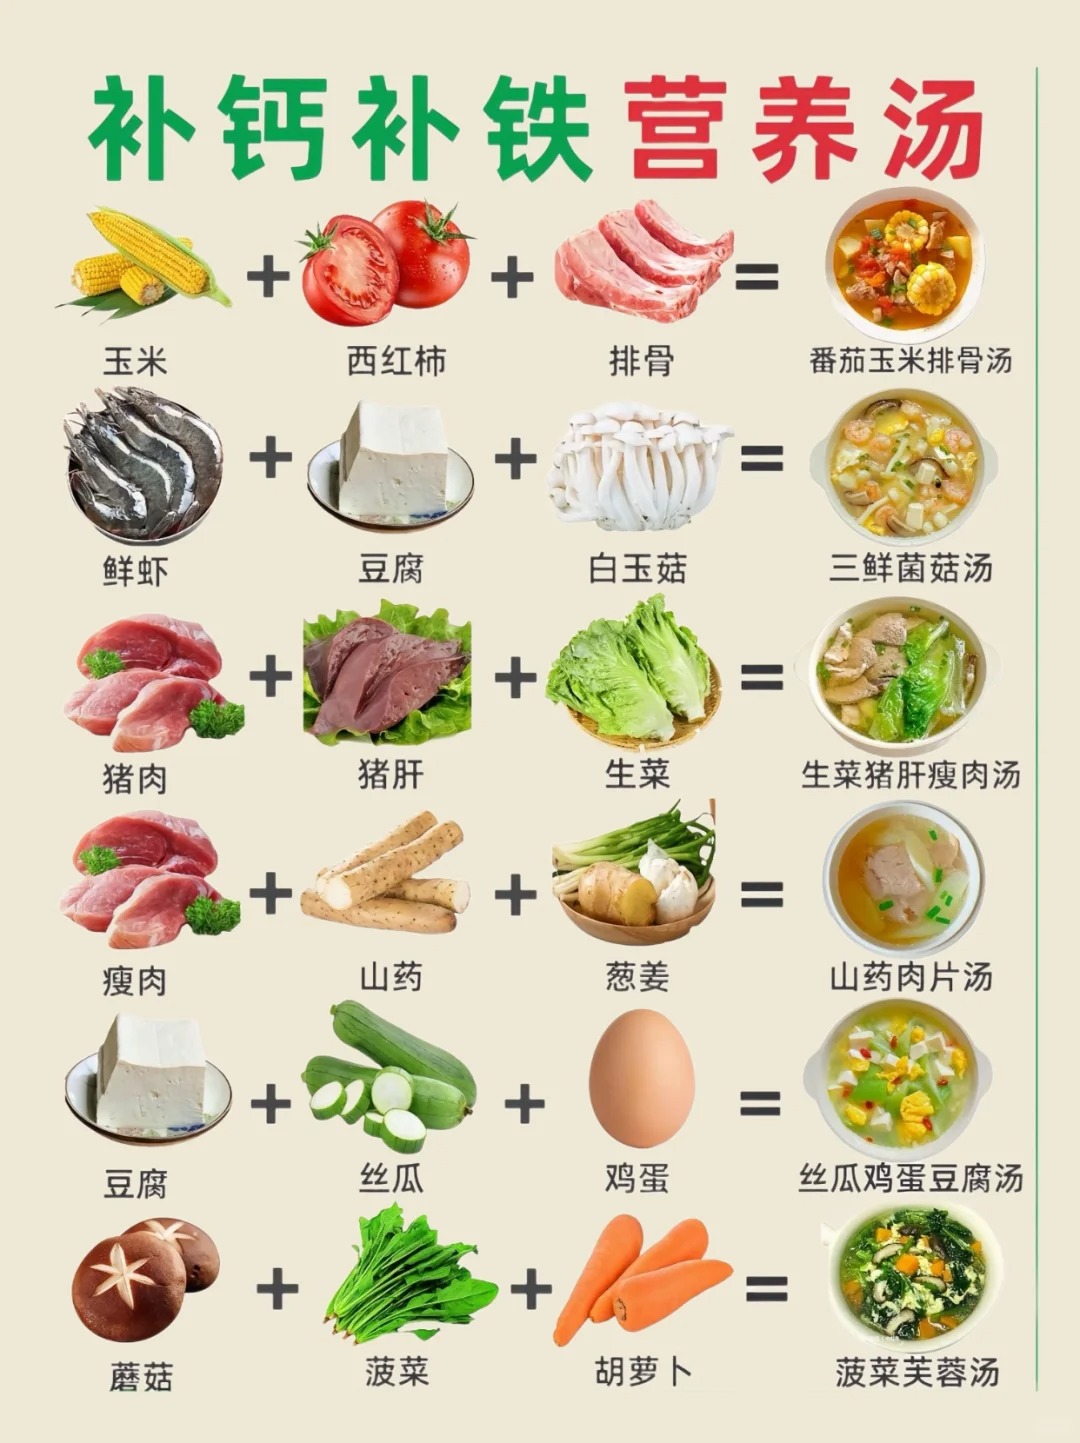 补钙补铁营养汤
玉米 西红柿 排骨 番茄玉米排骨汤
鲜虾 豆腐 白玉菇 三鲜菌菇汤
猪肉 猪肝 生菜 生菜猪肝瘦肉汤
瘦肉 山药 葱姜 山药肉片汤
豆腐 丝瓜 鸡蛋 丝瓜鸡蛋豆腐汤
蘑菇 菠菜 胡萝卜 菠菜芙蓉汤